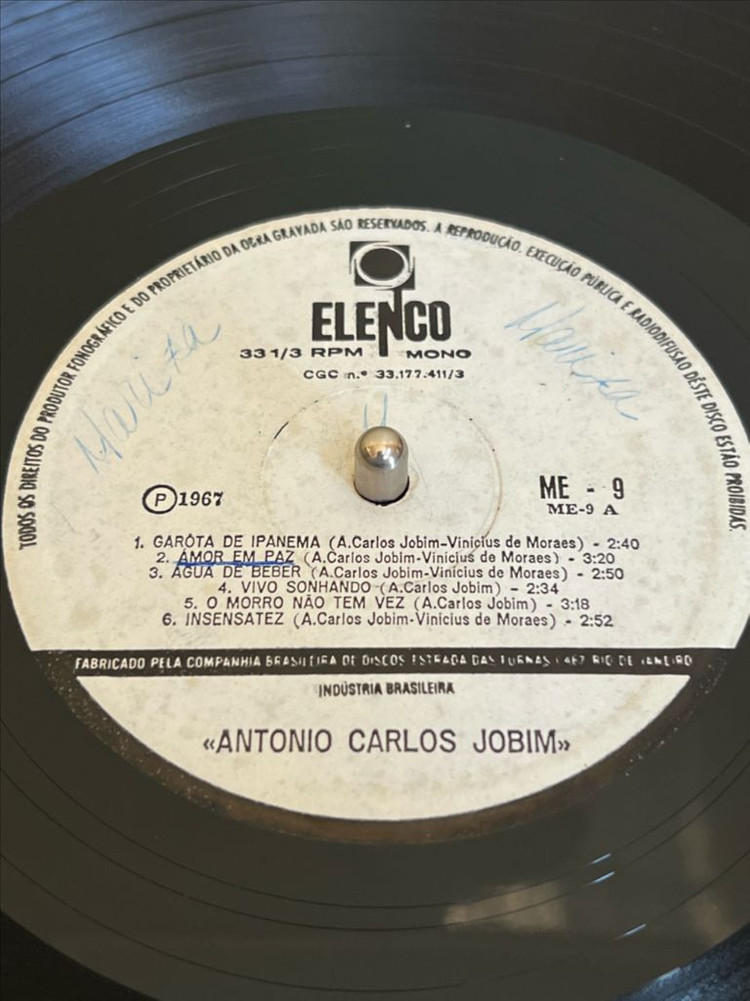 TODOS OS DIREITOS DO PRODUTOR FONOGRÁFICO E DO PROPRIETÁRIO DA OBRA GRAVADA SÃO RESERVADOS. A REPRODUÇÃO, EXECUÇÃO PÚBLICA E RADIODIFUSÃO DÊSTE DISCO ESTÃO PROIBIDAS.
ELENCO
33 1/3 RPM MONO
CGC n.º 33.177.411/3
Mariza
Mariza
Ⓟ 1967
ME - 9
ME-9 A
1. GARÔTA DE IPANEMA (A.Carlos Jobim-Vinicius de Moraes) - 2:40
2. AMOR EM PAZ (A.Carlos Jobim-Vinicius de Moraes) - 3:20
3. ÁGUA DE BEBER (A.Carlos Jobim-Vinicius de Moraes) - 2:50
4. VIVO SONHANDO (A.Carlos Jobim) - 2:34
5. O MORRO NÃO TEM VEZ (A.Carlos Jobim) - 3:18
6. INSENSATEZ (A.Carlos Jobim-Vinicius de Moraes) - 2:52
FABRICADO PELA COMPANHIA BRASILEIRA DE DISCOS ESTRADA DAS FURNAS 467 RIO DE JANEIRO
INDÚSTRIA BRASILEIRA
«ANTONIO CARLOS JOBIM»